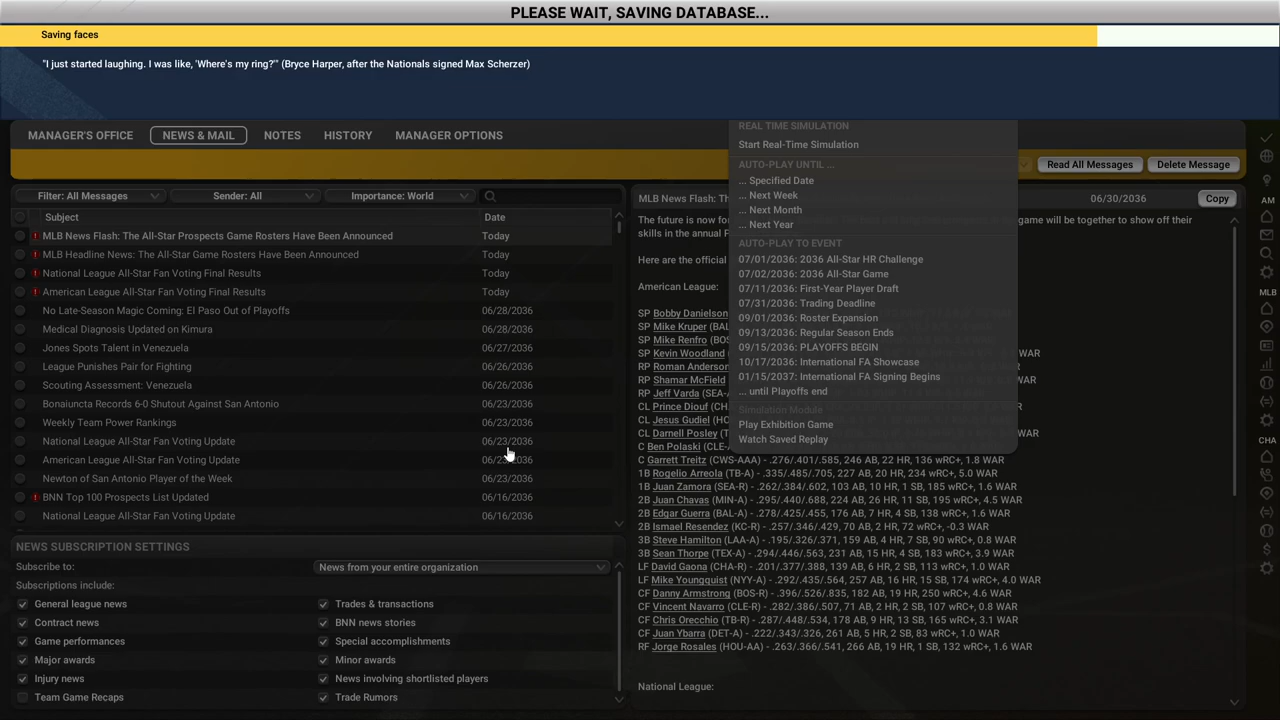 PLEASE WAIT, SAVING DATABASE...
Saving faces
"I just started laughing. I was like, 'Where's my ring?'" (Bryce Harper, after the Nationals signed Max Scherzer)
MANAGER'S OFFICE
NEWS & MAIL
NOTES
HISTORY
MANAGER OPTIONS
Read All Messages
Delete Message
Filter: All Messages
Sender: All
Importance: World
Subject
Date
MLB News Flash: The All-Star Prospects Game Rosters Have Been Announced Today
MLB Headline News: The All-Star Game Rosters Have Been Announced Today
National League All-Star Fan Voting Final Results Today
American League All-Star Fan Voting Final Results Today
No Late-Season Magic Coming: El Paso Out of Playoffs 06/28/2036
Medical Diagnosis Updated on Kimura 06/28/2036
Jones Spots Talent in Venezuela 06/27/2036
League Punishes Pair for Fighting 06/26/2036
Scouting Assessment: Venezuela 06/26/2036
Bonaiuncta Records 6-0 Shutout Against San Antonio 06/23/2036
Weekly Team Power Rankings 06/23/2036
National League All-Star Fan Voting Update 06/23/2036
American League All-Star Fan Voting Update 06/23/2036
Newton of San Antonio Player of the Week 06/23/2036
BNN Top 100 Prospects List Updated 06/16/2036
National League All-Star Fan Voting Update 06/16/2036
NEWS SUBSCRIPTION SETTINGS
Subscribe to: News from your entire organization
Subscriptions include:
General league news
Trades & transactions
Contract news
BNN news stories
Game performances
Special accomplishments
Major awards
Minor awards
Injury news
News involving shortlisted players
Team Game Recaps
Trade Rumors
REAL TIME SIMULATION
Start Real-Time Simulation
AUTO-PLAY UNTIL ...
... Specified Date
... Next Week
... Next Month
... Next Year
AUTO-PLAY TO EVENT
07/01/2036: 2036 All-Star HR Challenge
07/02/2036: 2036 All-Star Game
07/11/2036: First-Year Player Draft
07/31/2036: Trading Deadline
09/01/2036: Roster Expansion
09/13/2036: Regular Season Ends
09/15/2036: PLAYOFFS BEGIN
10/17/2036: International FA Showcase
01/15/2037: International FA Signing Begins
... until Playoffs end
Simulation Module
Play Exhibition Game
Watch Saved Replay
MLB News Flash: Th
06/30/2036
Copy
The future is now for
game will be together to show off their
skills in the annual F
Here are the official
American League:
SP Bobby Danielson
SP Mike Kruper (BAL
SP Mike Renfro (BOS
SP Kevin Woodland WAR
RP Roman Anderson
RP Shamar McField AR
RP Jeff Varda (SEA-
CL Prince Diouf (CH
CL Jesus Gudiel (HO
CL Darnell Posley (T
C Ben Polaski (CLE-
C Garrett Treitz (CWS-AAA) - .276/.401/.585, 246 AB, 22 HR, 136 wRC+, 1.8 WAR
1B Rogelio Arreola (TB-A) - .335/.485/.705, 227 AB, 20 HR, 234 wRC+, 5.0 WAR
1B Juan Zamora (SEA-R) - .262/.384/.602, 103 AB, 10 HR, 1 SB, 185 wRC+, 1.6 WAR
2B Juan Chavas (MIN-A) - .295/.440/.688, 224 AB, 26 HR, 11 SB, 195 wRC+, 4.5 WAR
2B Edgar Guerra (BAL-A) - .278/.425/.455, 176 AB, 7 HR, 4 SB, 138 wRC+, 1.6 WAR
2B Ismael Resendez (KC-R) - .257/.346/.429, 70 AB, 2 HR, 72 wRC+, -0.3 WAR
3B Steve Hamilton (LAA-A) - .195/.326/.371, 159 AB, 4 HR, 7 SB, 90 wRC+, 0.8 WAR
3B Sean Thorpe (TEX-A) - .294/.446/.563, 231 AB, 15 HR, 4 SB, 183 wRC+, 3.9 WAR
LF David Gaona (CHA-R) - .201/.377/.388, 139 AB, 6 HR, 2 SB, 113 wRC+, 1.0 WAR
LF Mike Youngquist (NYY-A) - .292/.435/.564, 257 AB, 16 HR, 15 SB, 174 wRC+, 4.0 WAR
CF Danny Armstrong (BOS-R) - .396/.526/.835, 182 AB, 19 HR, 250 wRC+, 4.6 WAR
CF Vincent Navarro (CLE-R) - .282/.386/.507, 71 AB, 2 HR, 2 SB, 107 wRC+, 0.8 WAR
CF Chris Orecchio (TB-R) - .287/.448/.534, 178 AB, 9 HR, 13 SB, 165 wRC+, 3.1 WAR
CF Juan Ybarra (DET-A) - .222/.343/.326, 261 AB, 5 HR, 2 SB, 83 wRC+, 1.0 WAR
RF Jorge Rosales (HOU-AA) - .263/.366/.541, 266 AB, 19 HR, 1 SB, 132 wRC+, 1.6 WAR
National League:
AM
MLB
CHA